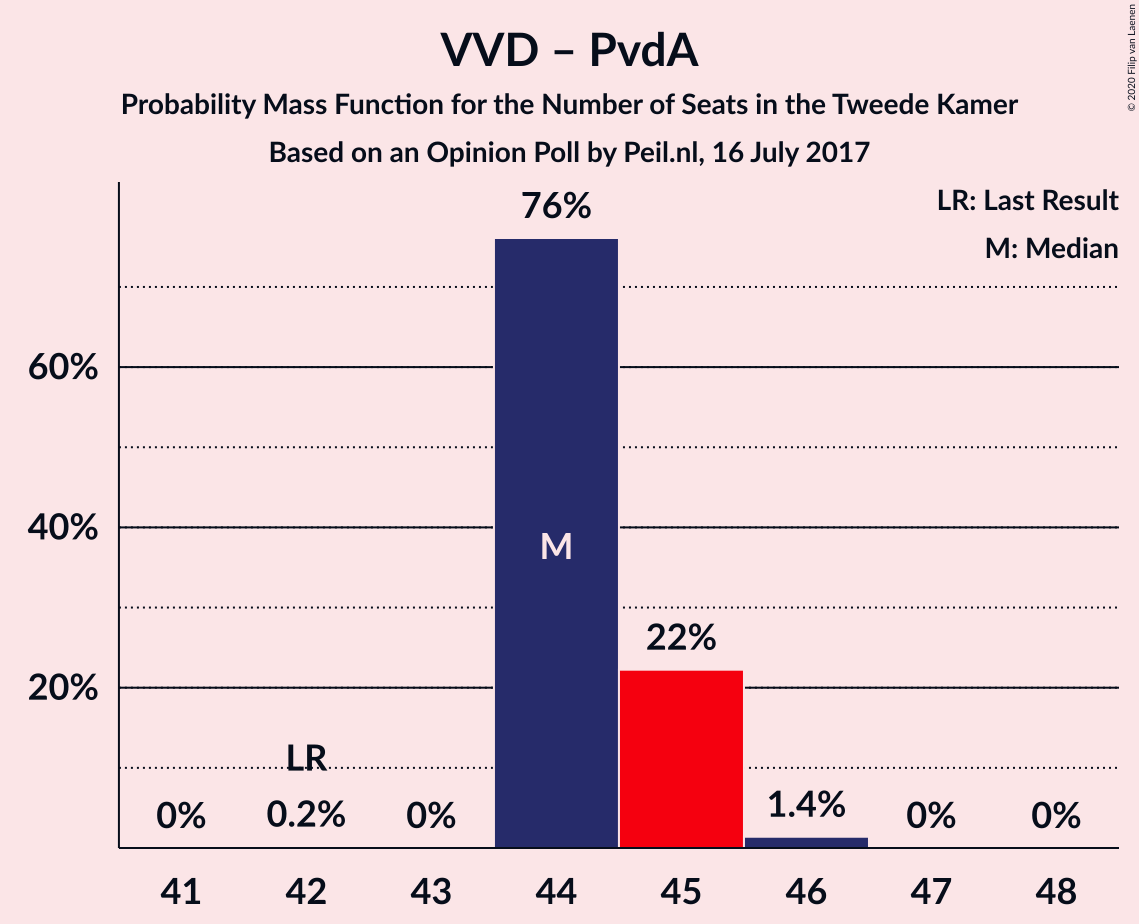 VVD – PvdA
Probability Mass Function for the Number of Seats in the Tweede Kamer
Based on an Opinion Poll by Peil.nl, 16 July 2017
© 2020 Filip van Laenen
LR: Last Result
M: Median
76%
60%
40%
M
22%
20%
LR
0%
0.2%
0%
1.4%
0%
0%
41 42 43 44 45 46 47 48